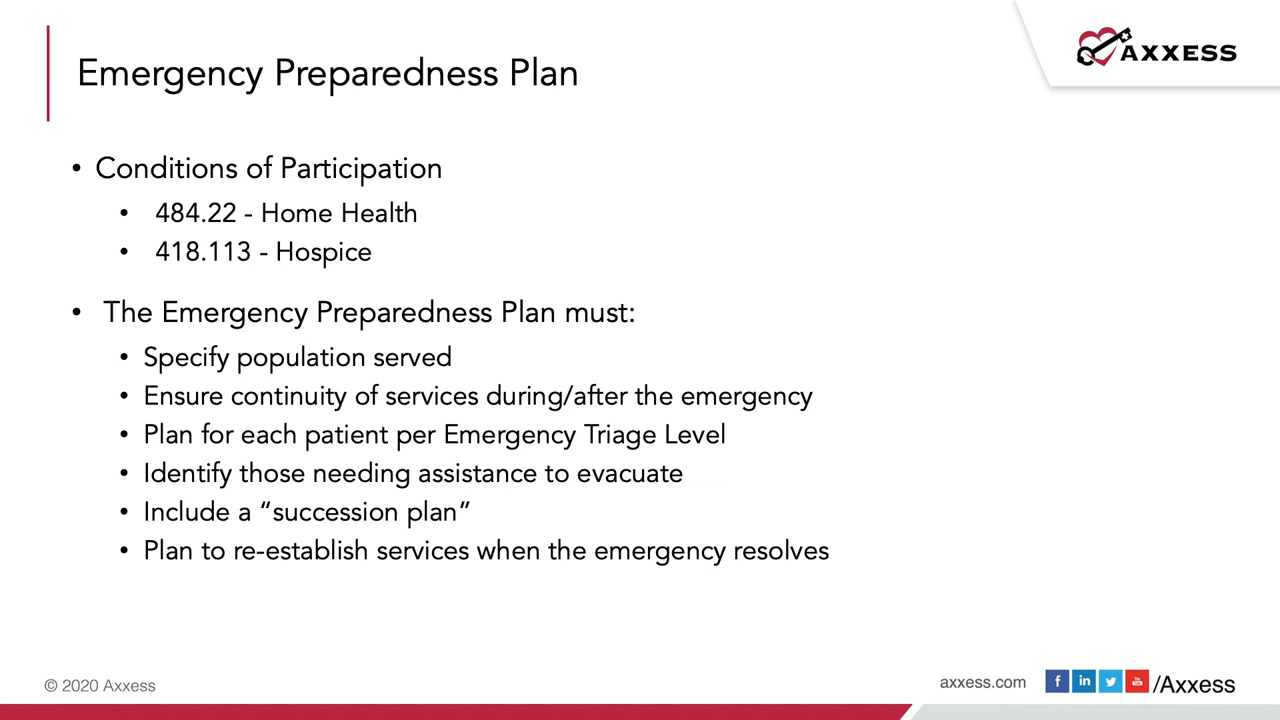 Emergency Preparedness Plan
AXXESS
• Conditions of Participation
• 484.22 - Home Health
• 418.113 - Hospice
• The Emergency Preparedness Plan must:
• Specify population served
• Ensure continuity of services during/after the emergency
• Plan for each patient per Emergency Triage Level
• Identify those needing assistance to evacuate
• Include a “succession plan”
• Plan to re-establish services when the emergency resolves
© 2020 Axxess
axxess.com f in You Tube /Axxess